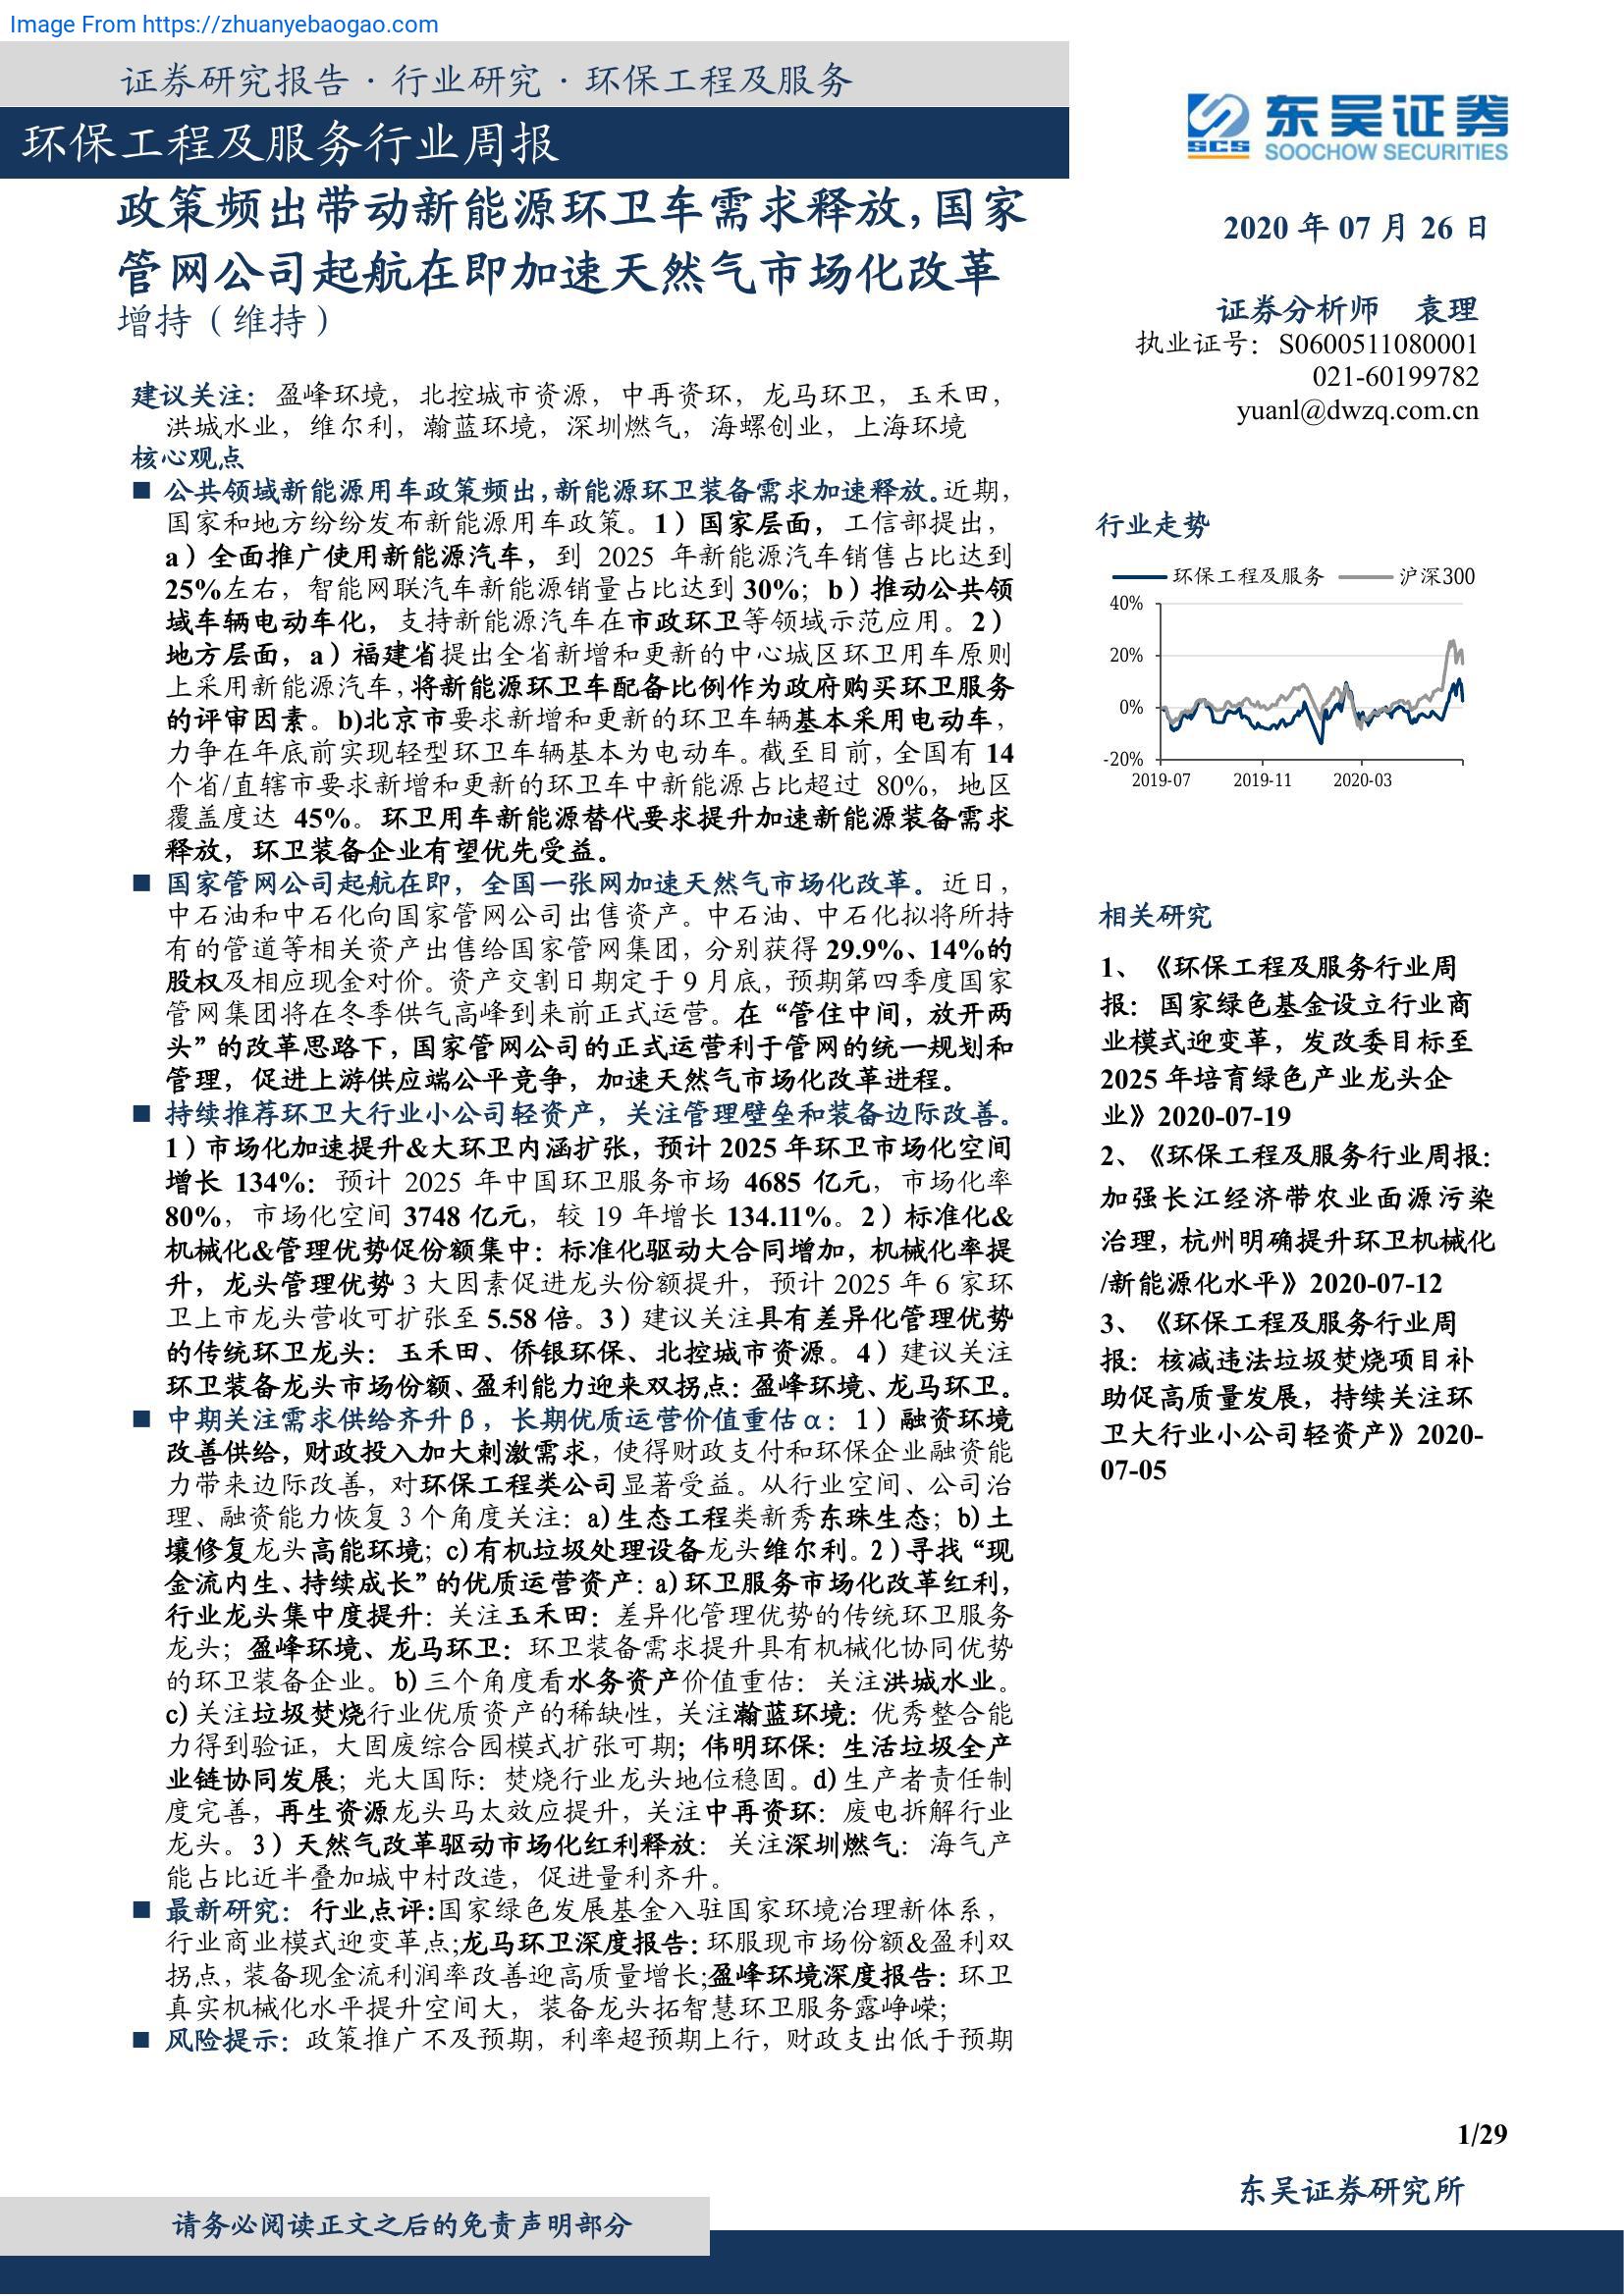 Image From https://zhuanyebaogao.com
证券研究报告·行业研究·环保工程及服务
环保工程及服务行业周报
东吴证券
SCS
SOOCHOW SECURITIES
政策频出带动新能源环卫车需求释放,国家
管网公司起航在即加速天然气市场化改革
增持（维持）
2020 年 07 月 26 日
证券分析师 袁理
执业证号：S0600511080001
021-60199782
yuanl@dwzq.com.cn
建议关注：盈峰环境，北控城市资源，中再资环，龙马环卫，玉禾田，
洪城水业，维尔利，瀚蓝环境，深圳燃气，海螺创业，上海环境
核心观点
■ 公共领域新能源用车政策频出,新能源环卫装备需求加速释放。近期，
国家和地方纷纷发布新能源用车政策。1）国家层面，工信部提出，
a）全面推广使用新能源汽车，到 2025 年新能源汽车销售占比达到
25%左右，智能网联汽车新能源销量占比达到 30%；b）推动公共领
域车辆电动车化，支持新能源汽车在市政环卫等领域示范应用。2）
地方层面，a）福建省提出全省新增和更新的中心城区环卫用车原则
上采用新能源汽车,将新能源环卫车配备比例作为政府购买环卫服务
的评审因素。b)北京市要求新增和更新的环卫车辆基本采用电动车，
力争在年底前实现轻型环卫车辆基本为电动车。截至目前,全国有 14
个省/直辖市要求新增和更新的环卫车中新能源占比超过 80%，地区
覆盖度达 45%。环卫用车新能源替代要求提升加速新能源装备需求
释放，环卫装备企业有望优先受益。
■ 国家管网公司起航在即，全国一张网加速天然气市场化改革。近日，
中石油和中石化向国家管网公司出售资产。中石油、中石化拟将所持
有的管道等相关资产出售给国家管网集团，分别获得 29.9%、14%的
股权及相应现金对价。资产交割日期定于 9 月底，预期第四季度国家
管网集团将在冬季供气高峰到来前正式运营。在“管住中间，放开两
头”的改革思路下，国家管网公司的正式运营利于管网的统一规划和
管理，促进上游供应端公平竞争，加速天然气市场化改革进程。
■ 持续推荐环卫大行业小公司轻资产，关注管理壁垒和装备边际改善。
1）市场化加速提升&大环卫内涵扩张，预计 2025 年环卫市场化空间
增长 134%：预计 2025 年中国环卫服务市场 4685 亿元，市场化率
80%，市场化空间 3748 亿元，较 19 年增长 134.11%。2）标准化&
机械化&管理优势促份额集中：标准化驱动大合同增加，机械化率提
升，龙头管理优势 3 大因素促进龙头份额提升，预计 2025 年 6 家环
卫上市龙头营收可扩张至 5.58 倍。3）建议关注具有差异化管理优势
的传统环卫龙头：玉禾田、侨银环保、北控城市资源。4）建议关注
环卫装备龙头市场份额、盈利能力迎来双拐点：盈峰环境、龙马环卫。
■ 中期关注需求供给齐升β，长期优质运营价值重估α：1）融资环境
改善供给，财政投入加大刺激需求，使得财政支付和环保企业融资能
力带来边际改善，对环保工程类公司显著受益。从行业空间、公司治
理、融资能力恢复 3 个角度关注：a)生态工程类新秀东珠生态；b)土
壤修复龙头高能环境；c)有机垃圾处理设备龙头维尔利。2)寻找“现
金流内生、持续成长”的优质运营资产：a)环卫服务市场化改革红利，
行业龙头集中度提升：关注玉禾田：差异化管理优势的传统环卫服务
龙头；盈峰环境、龙马环卫：环卫装备需求提升具有机械化协同优势
的环卫装备企业。b)三个角度看水务资产价值重估：关注洪城水业。
c)关注垃圾焚烧行业优质资产的稀缺性，关注瀚蓝环境：优秀整合能
力得到验证，大固废综合园模式扩张可期；伟明环保：生活垃圾全产
业链协同发展；光大国际：焚烧行业龙头地位稳固。d)生产者责任制
度完善，再生资源龙头马太效应提升，关注中再资环：废电拆解行业
龙头。3）天然气改革驱动市场化红利释放：关注深圳燃气：海气产
能占比近半叠加城中村改造，促进量利齐升。
■ 最新研究：行业点评:国家绿色发展基金入驻国家环境治理新体系，
行业商业模式迎变革点;龙马环卫深度报告：环服现市场份额&盈利双
拐点,装备现金流利润率改善迎高质量增长;盈峰环境深度报告：环卫
真实机械化水平提升空间大，装备龙头拓智慧环卫服务露峥嵘；
■ 风险提示：政策推广不及预期，利率超预期上行，财政支出低于预期
行业走势
环保工程及服务 沪深300
40%
20%
0%
-20%
2019-07 2019-11 2020-03
相关研究
1、《环保工程及服务行业周
报：国家绿色基金设立行业商
业模式迎变革，发改委目标至
2025 年培育绿色产业龙头企
业》2020-07-19
2、《环保工程及服务行业周报：
加强长江经济带农业面源污染
治理，杭州明确提升环卫机械化
/新能源化水平》2020-07-12
3、《环保工程及服务行业周
报：核减违法垃圾焚烧项目补
助促高质量发展，持续关注环
卫大行业小公司轻资产》2020-
07-05
1/29
东吴证券研究所
请务必阅读正文之后的免责声明部分